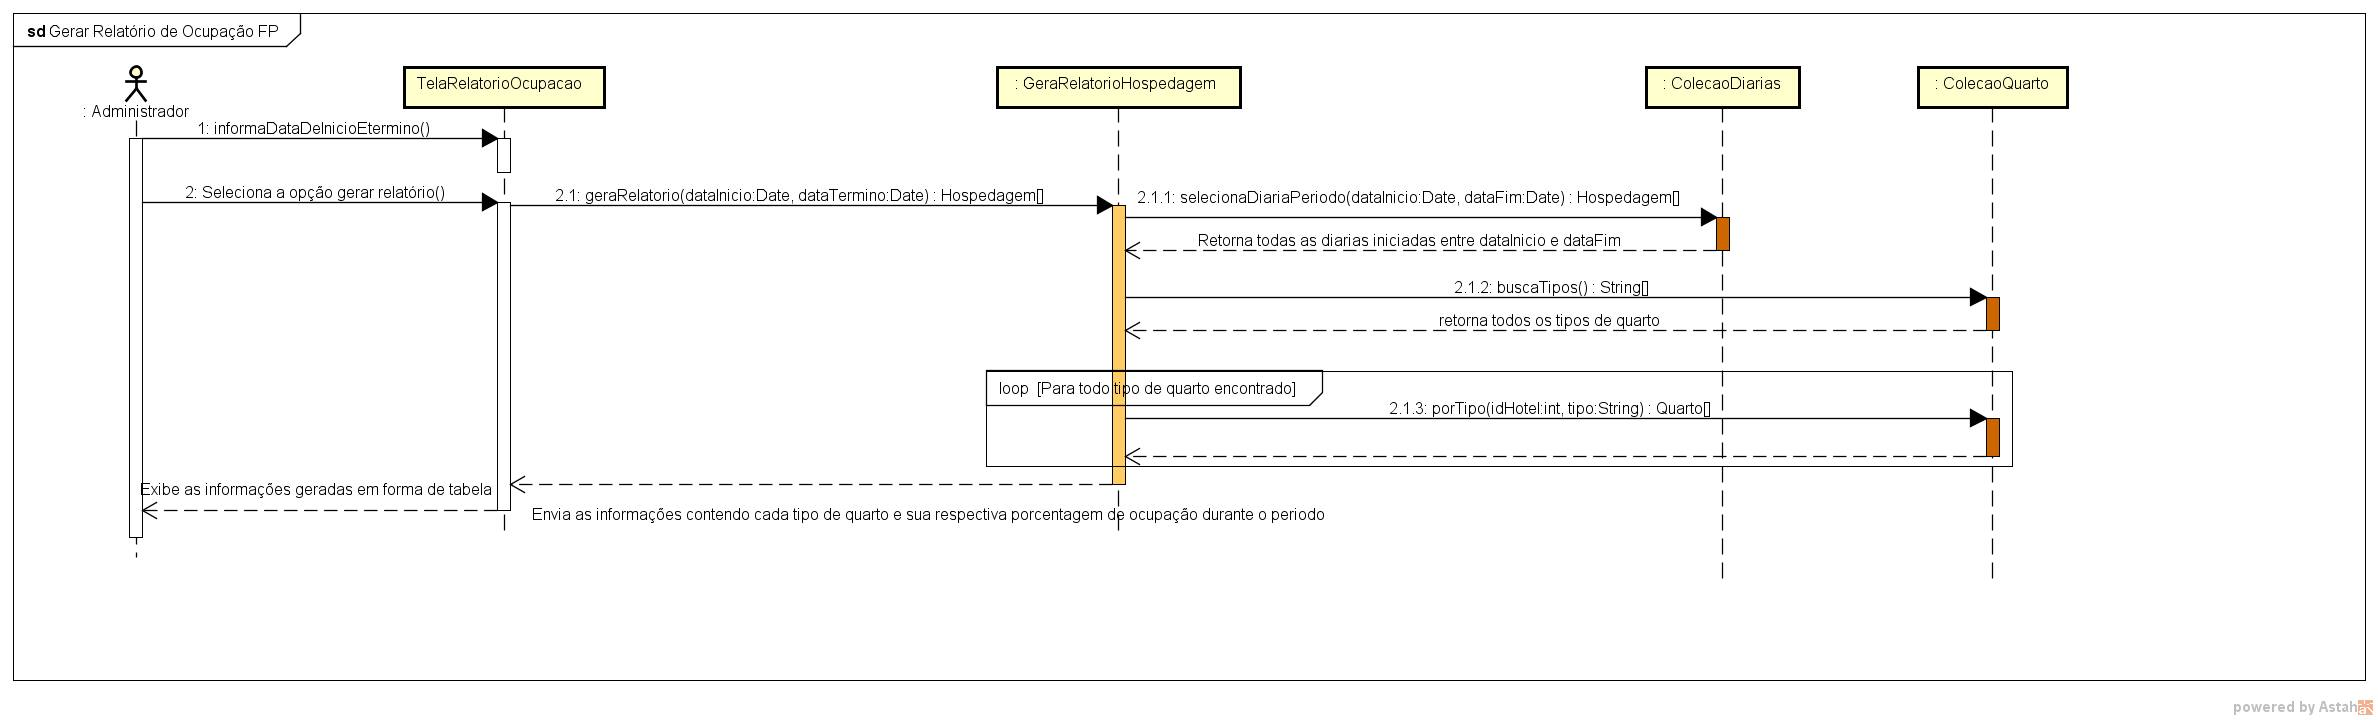 sd Gerar Relatório de Ocupação FP
: Administrador
TelaRelatorioOcupacao
: GeraRelatorioHospedagem
: ColecaoDiarias
: ColecaoQuarto
1: informaDataDeInicioEtermino()
2: Seleciona a opção gerar relatório()
2.1: geraRelatorio(dataInicio:Date, dataTermino:Date) : Hospedagem[]
2.1.1: selecionaDiariaPeriodo(dataInicio:Date, dataFim:Date) : Hospedagem[]
Retorna todas as diarias iniciadas entre dataInicio e dataFim
2.1.2: buscaTipos() : String[]
retorna todos os tipos de quarto
loop [Para todo tipo de quarto encontrado]
2.1.3: porTipo(idHotel:int, tipo:String) : Quarto[]
Exibe as informações geradas em forma de tabela
Envia as informações contendo cada tipo de quarto e sua respectiva porcentagem de ocupação durante o periodo
powered by Astah